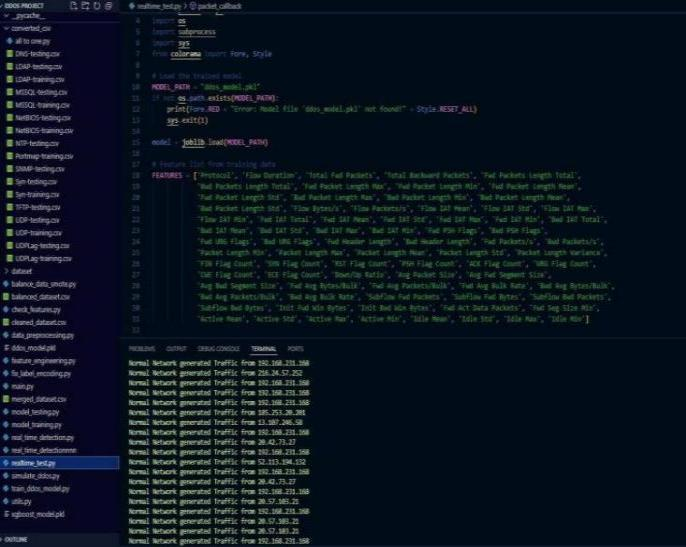 DDOS PROJECT
__pycache__
converted_csv
all to one.py
DNS-testing.csv
LDAP-testing.csv
LDAP-training.csv
MSSQL-testing.csv
MSSQL-training.csv
NetBIOS-testing.csv
NetBIOS-training.csv
NTP-testing.csv
Portmap-training.csv
SNMP-testing.csv
Syn-testing.csv
Syn-training.csv
TFTP-testing.csv
UDP-testing.csv
UDP-training.csv
UDPLag-testing.csv
UDPLag-training.csv
dataset
balance_data_smote.py
balanced_dataset.csv
check_features.py
cleaned_dataset.csv
data_preprocessing.py
ddos_model.pkl
feature_engineering.py
fix_label_encoding.py
main.py
merged_dataset.csv
model_testing.py
model_training.py
real_time_detection.py
real_time_detectionnnn
realtime_test.py
simulate_ddos.py
train_ddos_model.py
utils.py
xgboost_model.pkl
OUTLINE
realtime_test.py > packet_callback
4 import os
5 import subprocess
6 import sys
7 from colorama import Fore, Style
9 # Load the trained model
10 MODEL_PATH = "ddos_model.pkl"
11 if not os.path.exists(MODEL_PATH):
12 print(Fore.RED + "Error: Model file 'ddos_model.pkl' not found!" + Style.RESET_ALL)
13 sys.exit(1)
15 model = joblib.load(MODEL_PATH)
17 # Feature list from training data
18 FEATURES = ['Protocol', 'Flow Duration', 'Total Fwd Packets', 'Total Backward Packets', 'Fwd Packets Length Total',
19 'Bwd Packets Length Total', 'Fwd Packet Length Max', 'Fwd Packet Length Min', 'Fwd Packet Length Mean',
20 'Fwd Packet Length Std', 'Bwd Packet Length Max', 'Bwd Packet Length Min', 'Bwd Packet Length Mean',
21 'Bwd Packet Length Std', 'Flow Bytes/s', 'Flow Packets/s', 'Flow IAT Mean', 'Flow IAT Std', 'Flow IAT Max',
22 'Flow IAT Min', 'Fwd IAT Total', 'Fwd IAT Mean', 'Fwd IAT Std', 'Fwd IAT Max', 'Fwd IAT Min', 'Bwd IAT Total',
23 'Bwd IAT Mean', 'Bwd IAT Std', 'Bwd IAT Max', 'Bwd IAT Min', 'Fwd PSH Flags', 'Bwd PSH Flags',
24 'Fwd URG Flags', 'Bwd URG Flags', 'Fwd Header Length', 'Bwd Header Length', 'Fwd Packets/s', 'Bwd Packets/s',
25 'Packet Length Min', 'Packet Length Max', 'Packet Length Mean', 'Packet Length Std', 'Packet Length Variance',
26 'FIN Flag Count', 'SYN Flag Count', 'RST Flag Count', 'PSH Flag Count', 'ACK Flag Count', 'URG Flag Count',
27 'CWE Flag Count', 'ECE Flag Count', 'Down/Up Ratio', 'Avg Packet Size', 'Avg Fwd Segment Size',
28 'Avg Bwd Segment Size', 'Fwd Avg Bytes/Bulk', 'Fwd Avg Packets/Bulk', 'Fwd Avg Bulk Rate', 'Bwd Avg Bytes/Bulk',
29 'Bwd Avg Packets/Bulk', 'Bwd Avg Bulk Rate', 'Subflow Fwd Packets', 'Subflow Fwd Bytes', 'Subflow Bwd Packets',
30 'Subflow Bwd Bytes', 'Init Fwd Win Bytes', 'Init Bwd Win Bytes', 'Fwd Act Data Packets', 'Fwd Seg Size Min',
31 'Active Mean', 'Active Std', 'Active Max', 'Active Min', 'Idle Mean', 'Idle Std', 'Idle Max', 'Idle Min']
PROBLEMS OUTPUT DEBUG CONSOLE TERMINAL PORTS
Normal Network generated Traffic from 192.168.231.168
Normal Network generated Traffic from 216.24.57.252
Normal Network generated Traffic from 192.168.231.168
Normal Network generated Traffic from 192.168.231.168
Normal Network generated Traffic from 192.168.231.168
Normal Network generated Traffic from 185.253.20.201
Normal Network generated Traffic from 13.107.246.58
Normal Network generated Traffic from 192.168.231.168
Normal Network generated Traffic from 20.42.73.27
Normal Network generated Traffic from 192.168.231.168
Normal Network generated Traffic from 52.113.194.132
Normal Network generated Traffic from 192.168.231.168
Normal Network generated Traffic from 20.42.73.27
Normal Network generated Traffic from 192.168.231.168
Normal Network generated Traffic from 20.57.103.21
Normal Network generated Traffic from 192.168.231.168
Normal Network generated Traffic from 20.57.103.21
Normal Network generated Traffic from 20.57.103.21
Normal Network generated Traffic from 192.168.231.168